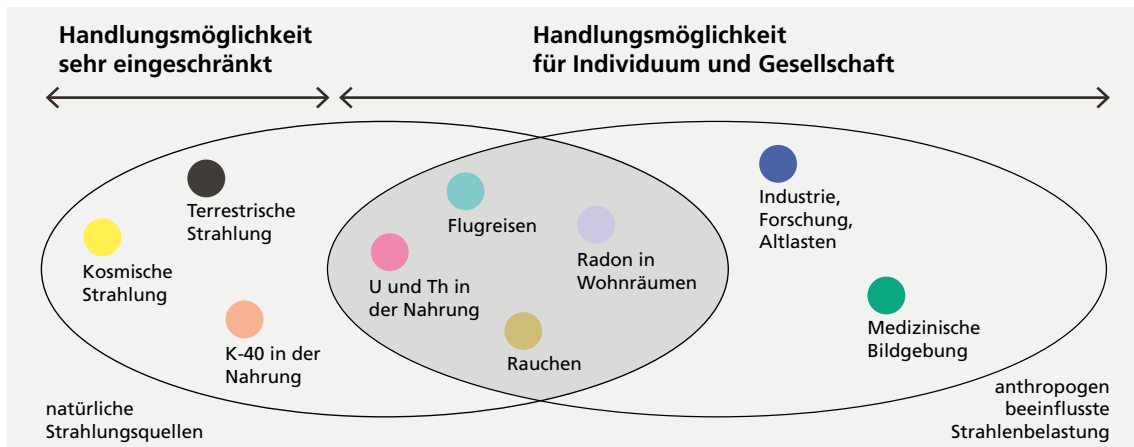 Handlungsmöglichkeit
sehr eingeschränkt
Handlungsmöglichkeit
für Individuum und Gesellschaft
Terrestrische
Strahlung
Kosmische
Strahlung
K-40 in der
Nahrung
Flugreisen
U und Th in
der Nahrung
Radon in
Wohnräumen
Rauchen
Industrie,
Forschung,
Altlasten
Medizinische
Bildgebung
natürliche
Strahlungsquellen
anthropogen
beeinflusste
Strahlenbelastung